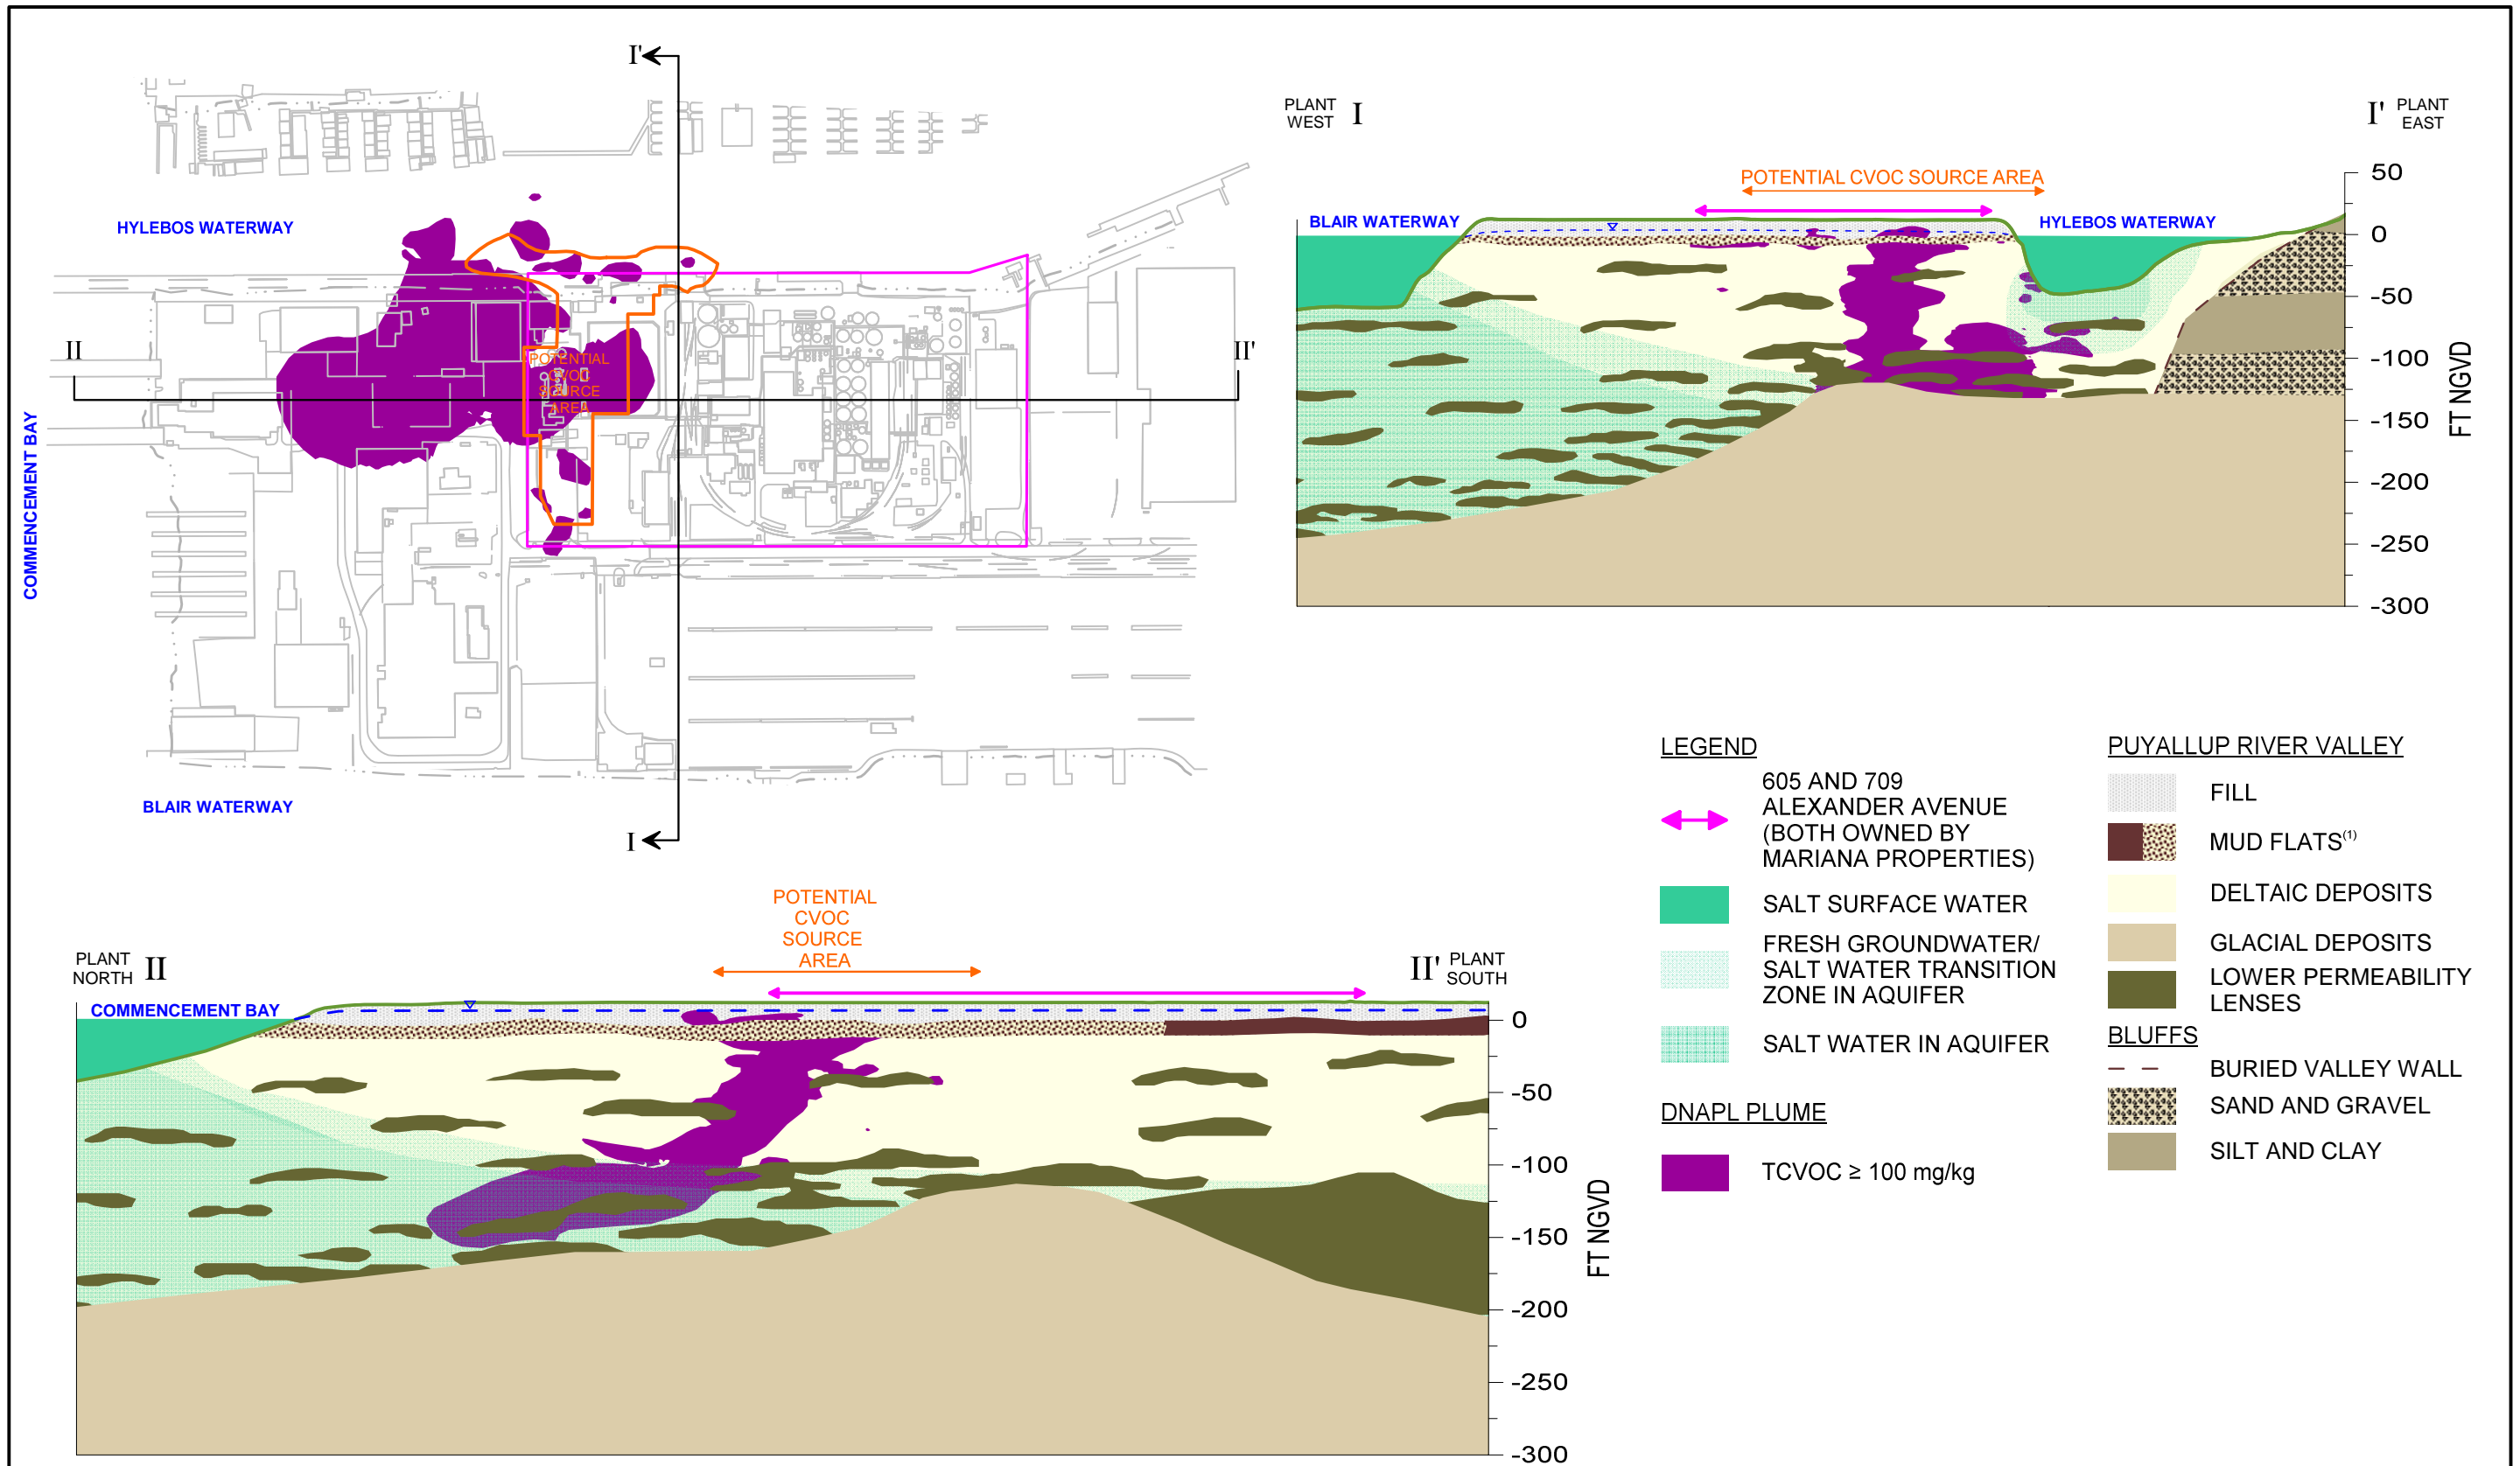 I'
HYLEBOS WATERWAY
II
II'
POTENTIAL
CVOC
SOURCE
AREA
COMMENCEMENT BAY
BLAIR WATERWAY
I
PLANT
WEST
I
I'
PLANT
EAST
POTENTIAL CVOC SOURCE AREA
BLAIR WATERWAY
HYLEBOS WATERWAY
50
0
-50
-100
-150
-200
-250
-300
FT NGVD
POTENTIAL
CVOC
SOURCE
AREA
PLANT
NORTH
II
II'
PLANT
SOUTH
COMMENCEMENT BAY
0
-50
-100
-150
-200
-250
-300
FT NGVD
LEGEND
605 AND 709
ALEXANDER AVENUE
(BOTH OWNED BY
MARIANA PROPERTIES)
SALT SURFACE WATER
FRESH GROUNDWATER/
SALT WATER TRANSITION
ZONE IN AQUIFER
SALT WATER IN AQUIFER
DNAPL PLUME
TCVOC ≥ 100 mg/kg
PUYALLUP RIVER VALLEY
FILL
MUD FLATS(1)
DELTAIC DEPOSITS
GLACIAL DEPOSITS
LOWER PERMEABILITY
LENSES
BLUFFS
BURIED VALLEY WALL
SAND AND GRAVEL
SILT AND CLAY